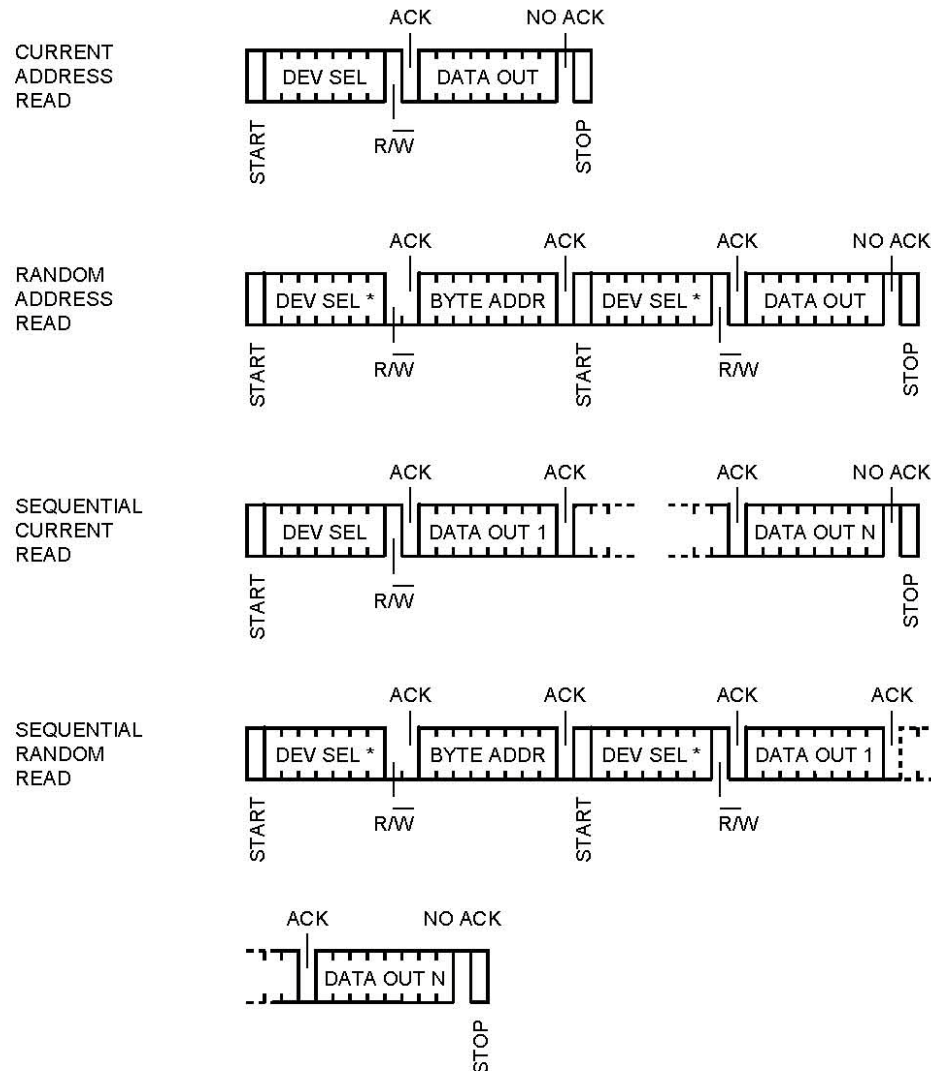 ACK NO ACK
CURRENT
ADDRESS
READ
DEV SEL DATA OUT
R/W̅
START STOP
ACK ACK ACK NO ACK
RANDOM
ADDRESS
READ
DEV SEL * BYTE ADDR DEV SEL * DATA OUT
R/W̅ R̅/W
START START STOP
ACK ACK ACK NO ACK
SEQUENTIAL
CURRENT
READ
DEV SEL DATA OUT 1 DATA OUT N
R/W̅
START STOP
ACK ACK ACK ACK
SEQUENTIAL
RANDOM
READ
DEV SEL * BYTE ADDR DEV SEL * DATA OUT 1
R/W̅ R̅/W
START START
ACK NO ACK
DATA OUT N
STOP